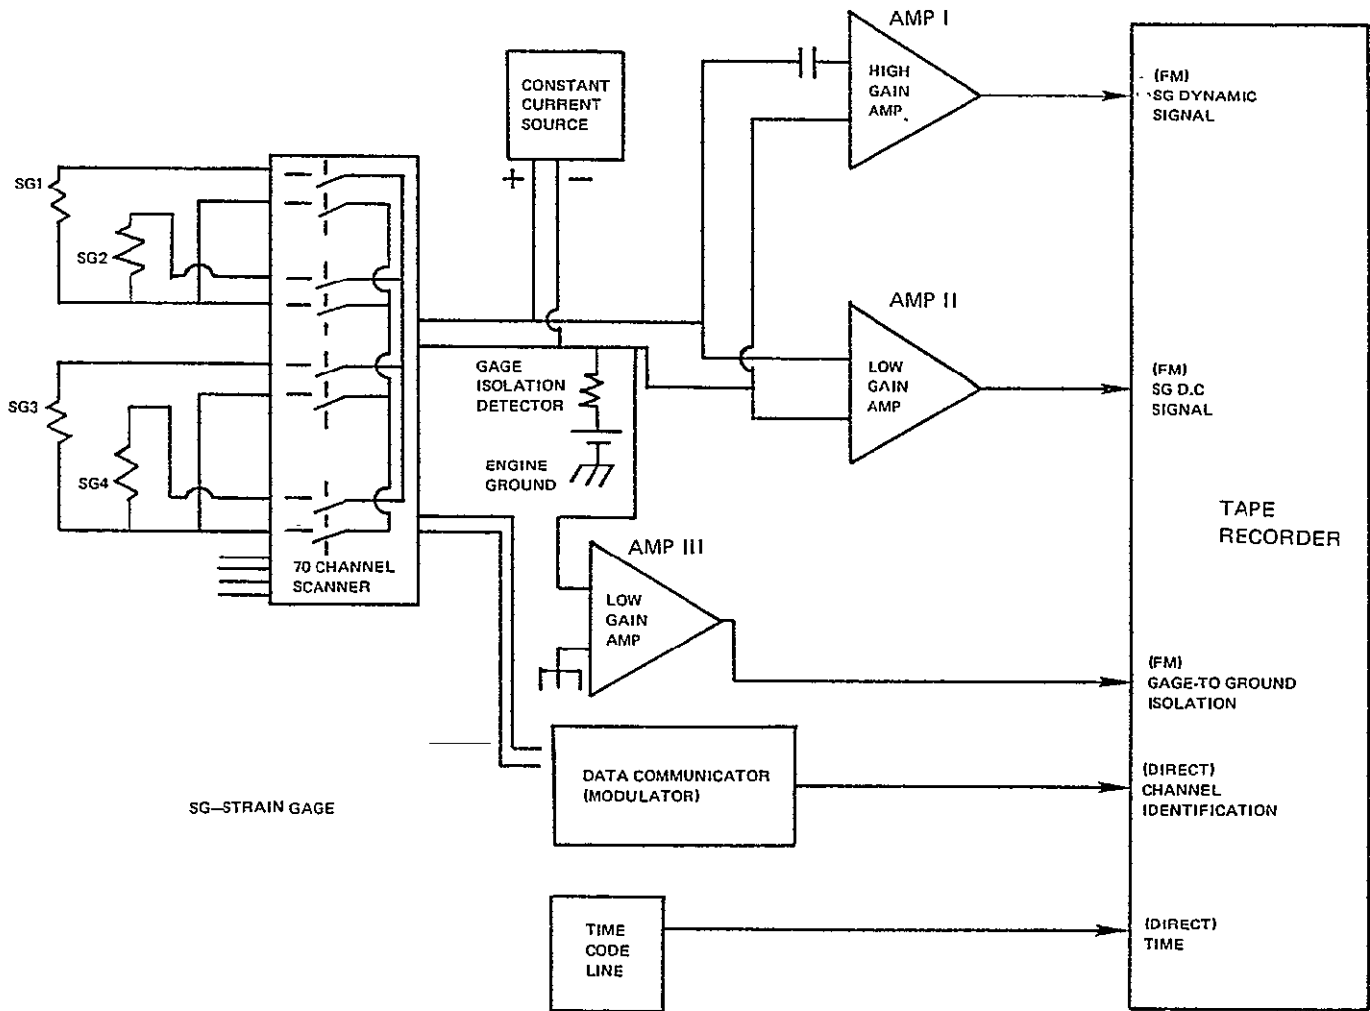 AMP I
HIGH
GAIN
AMP.
(FM)
SG DYNAMIC
SIGNAL
CONSTANT
CURRENT
SOURCE
+ –
SG1
SG2
SG3
SG4
70 CHANNEL
SCANNER
GAGE
ISOLATION
DETECTOR
ENGINE
GROUND
AMP II
LOW
GAIN
AMP
(FM)
SG D.C
SIGNAL
TAPE
RECORDER
AMP III
LOW
GAIN
AMP
(FM)
GAGE-TO GROUND
ISOLATION
DATA COMMUNICATOR
(MODULATOR)
(DIRECT)
CHANNEL
IDENTIFICATION
SG—STRAIN GAGE
TIME
CODE
LINE
(DIRECT)
TIME